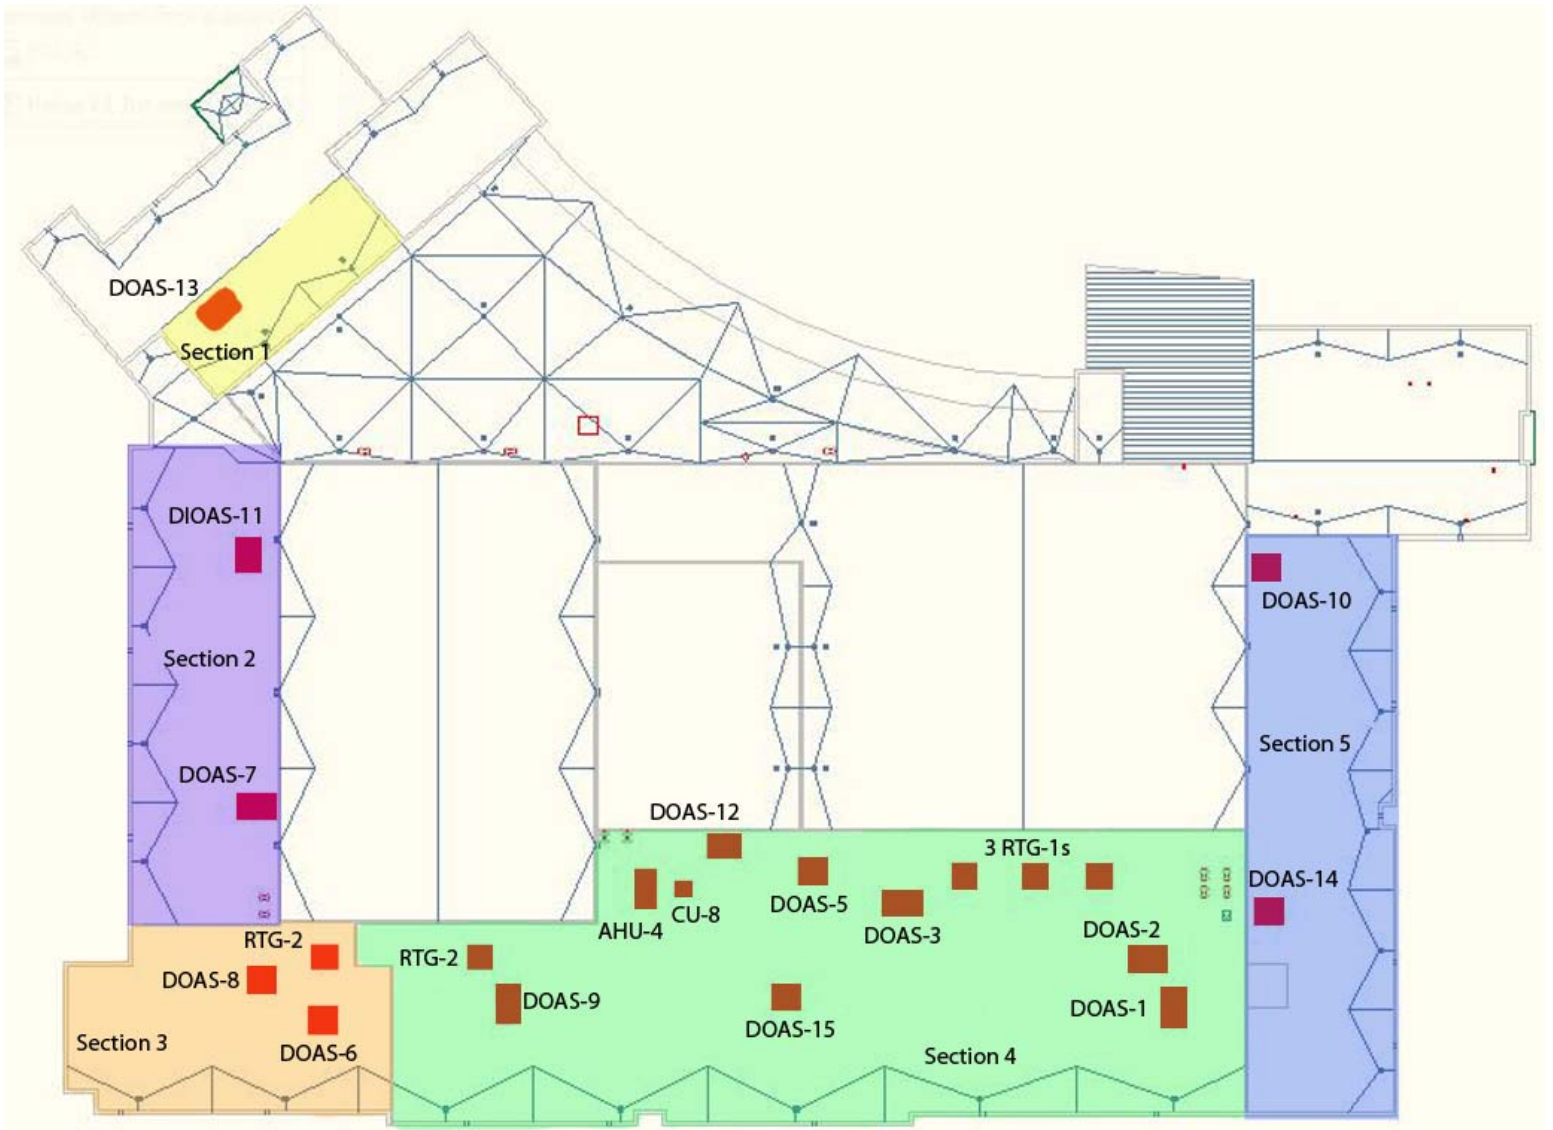 DOAS-13
Section 1
DIOAS-11
DOAS-10
Section 2
Section 5
DOAS-7
DOAS-12
3 RTG-1s
DOAS-14
DOAS-5
CU-8
AHU-4
DOAS-3
DOAS-2
RTG-2
RTG-2
DOAS-8
DOAS-9
DOAS-1
DOAS-15
Section 3
DOAS-6
Section 4